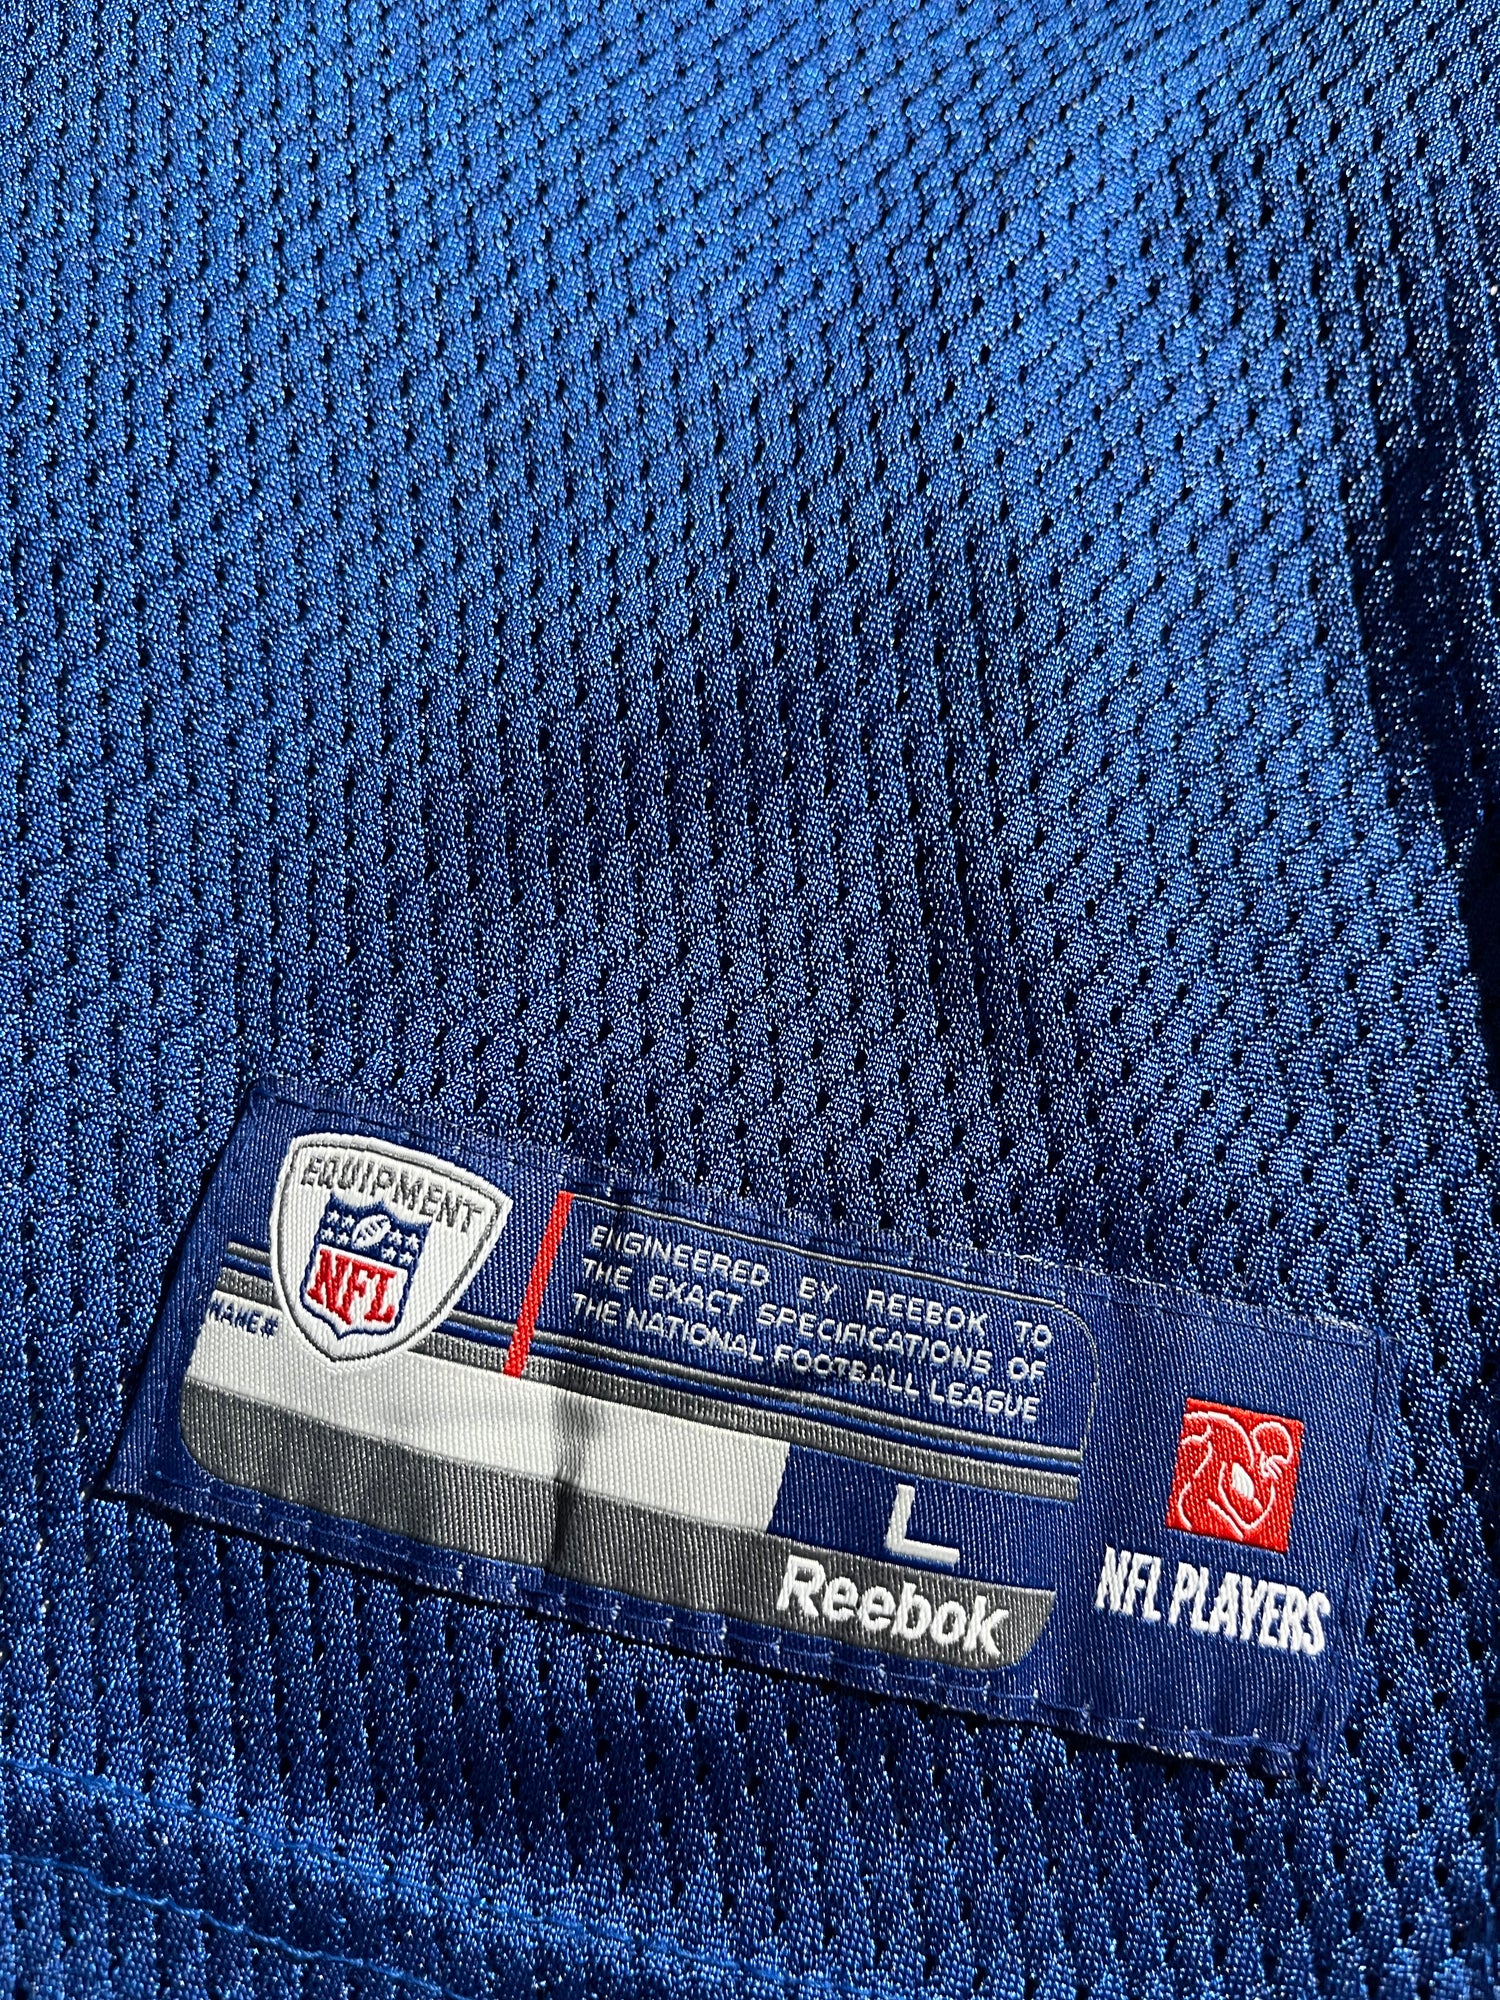 EQUIPMENT
NFL
NAME#
ENGINEERED BY REEBOK TO
THE EXACT SPECIFICATIONS OF
THE NATIONAL FOOTBALL LEAGUE
L
Reebok
NFL PLAYERS